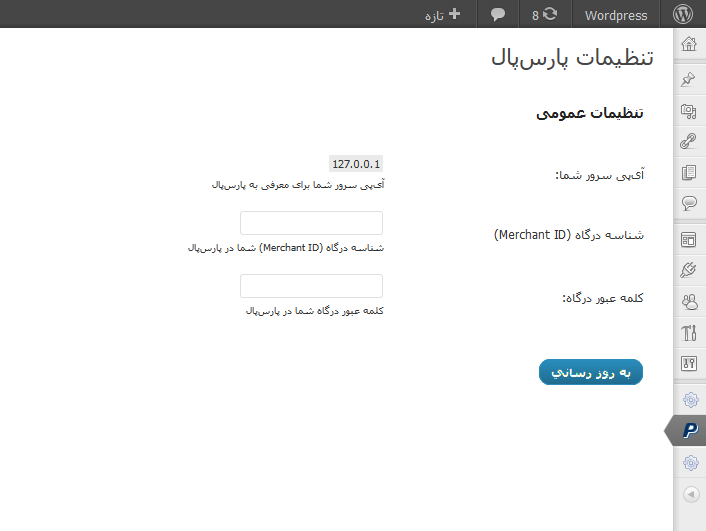 Wordpress
8
تازه
تنظیمات پارس‌پال
تنظیمات عمومی
آی‌پی سرور شما:
127.0.0.1
آی‌پی سرور شما برای معرفی به پارس‌پال
شناسه درگاه (Merchant ID)
شناسه درگاه (Merchant ID) شما در پارس‌پال
کلمه عبور درگاه:
کلمه عبور درگاه شما در پارس‌پال
به روز رساني